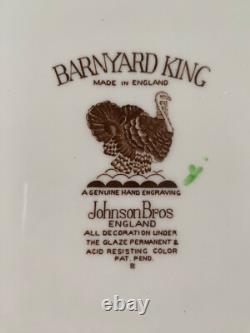 BARNYARD KING
MADE IN ENGLAND
A GENUINE HAND ENGRAVING
Johnson Bros
ENGLAND
ALL DECORATION UNDER
THE GLAZE PERMANENT &
ACID RESISTING COLOR
PAT. PEND.
B